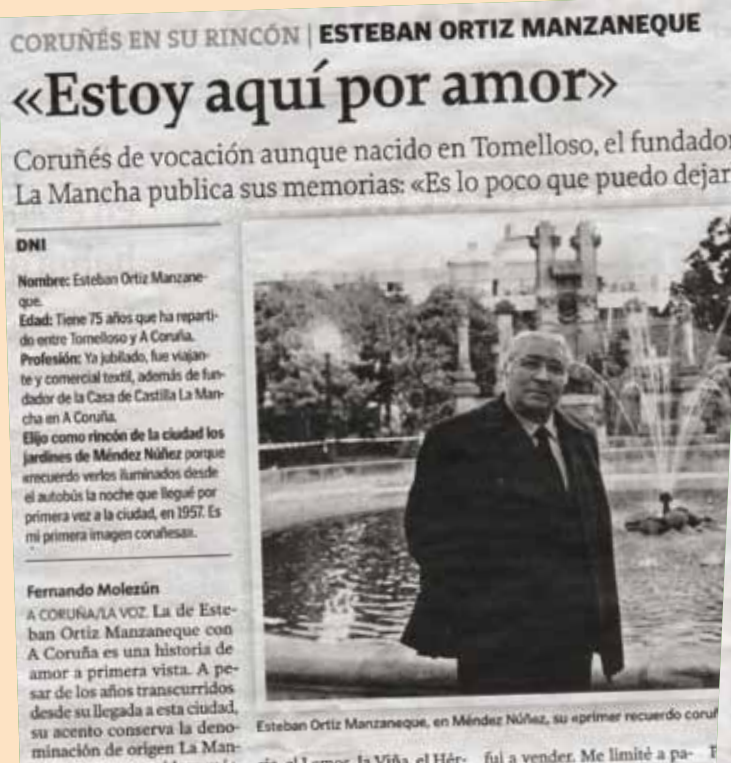 CORUÑÉS EN SU RINCÓN | ESTEBAN ORTIZ MANZANEQUE
«Estoy aquí por amor»
Coruñés de vocación aunque nacido en Tomelloso, el fundador
La Mancha publica sus memorias: «Es lo poco que puedo dejar
DNI
Nombre: Esteban Ortiz Manzane-
que.
Edad: Tiene 75 años que ha reparti-
do entre Tomelloso y A Coruña.
Profesión: Ya jubilado, fue viajan-
te y comercial textil, además de fun-
dador de la Casa de Castilla La Man-
cha en A Coruña.
Elijo como rincón de la ciudad los
jardines de Méndez Núñez porque
«recuerdo verlos iluminados desde
el autobús la noche que llegué por
primera vez a la ciudad, en 1957. Es
mi primera imagen coruñesa».
Fernando Molezún
A CORUÑA/LA VOZ. La de Este-
ban Ortiz Manzaneque con
A Coruña es una historia de
amor a primera vista. A pe-
sar de los años transcurridos
desde su llegada a esta ciudad,
su acento conserva la deno-
minación de origen La Man-
Esteban Ortiz Manzaneque, en Méndez Núñez, su «primer recuerdo coruñ
la Viña, el Hér-
fui a vender. Me limité a pa-